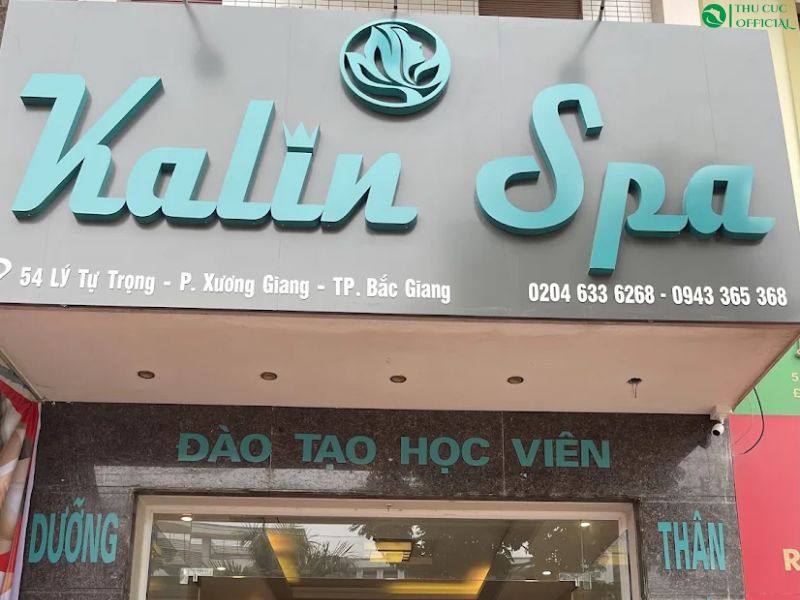 THU CUC
OFFICIAL
Kalin Spa
54 Lý Tự Trọng - P. Xương Giang - TP. Bắc Giang
0204 633 6268 - 0943 365 368
ĐÀO TẠO HỌC VIÊN
DƯỠNG
THÂN